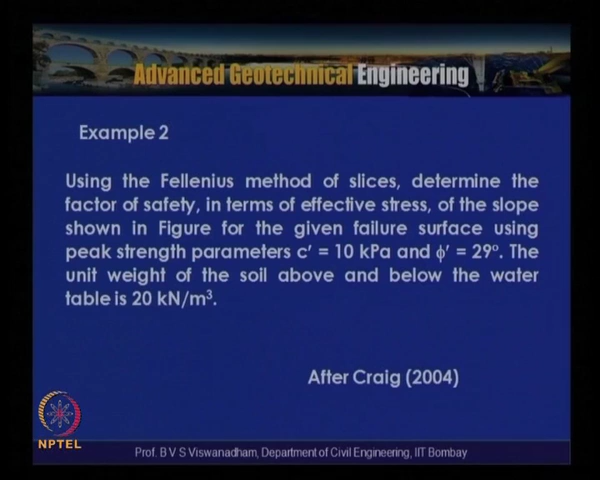 Advanced Geotechnical Engineering
Example 2
Using the Fellenius method of slices, determine the
factor of safety, in terms of effective stress, of the slope
shown in Figure for the given failure surface using
peak strength parameters c' = 10 kPa and ϕ' = 29°. The
unit weight of the soil above and below the water
table is 20 kN/m³.
After Craig (2004)
NPTEL
Prof. B V S Viswanadham, Department of Civil Engineering, IIT Bombay